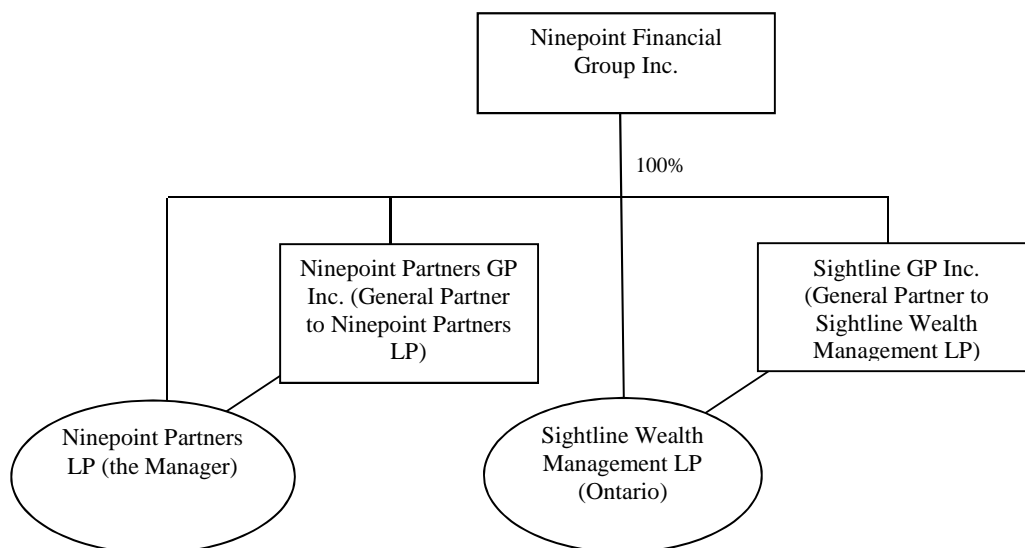 Ninepoint Financial
Group Inc.
100%
Ninepoint Partners GP
Inc. (General Partner
to Ninepoint Partners
LP)
Sightline GP Inc.
(General Partner to
Sightline Wealth
Management LP)
Ninepoint Partners
LP (the Manager)
Sightline Wealth
Management LP
(Ontario)